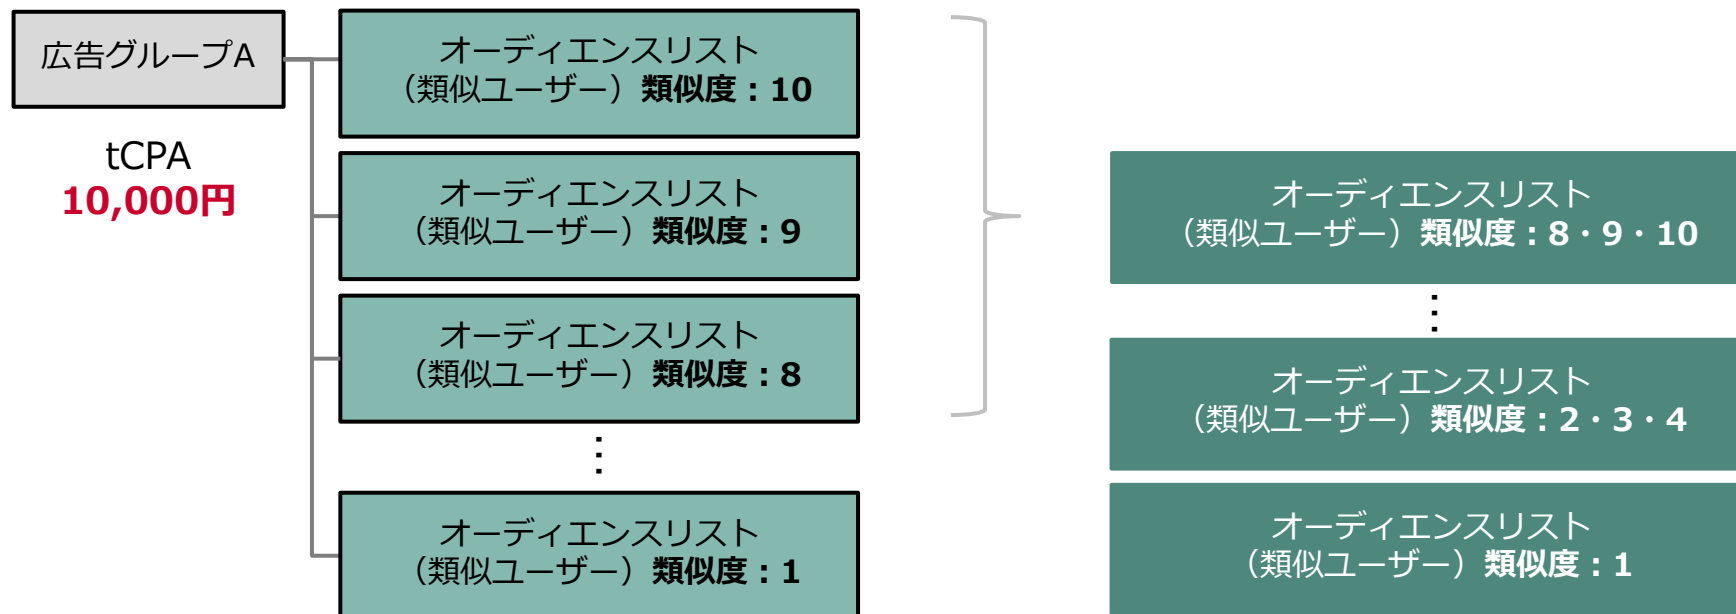 広告グループA
tCPA
10,000円
オーディエンスリスト
（類似ユーザー）類似度：10
オーディエンスリスト
（類似ユーザー）類似度：9
オーディエンスリスト
（類似ユーザー）類似度：8
⋮
オーディエンスリスト
（類似ユーザー）類似度：1
オーディエンスリスト
（類似ユーザー）類似度：8・9・10
⋮
オーディエンスリスト
（類似ユーザー）類似度：2・3・4
オーディエンスリスト
（類似ユーザー）類似度：1